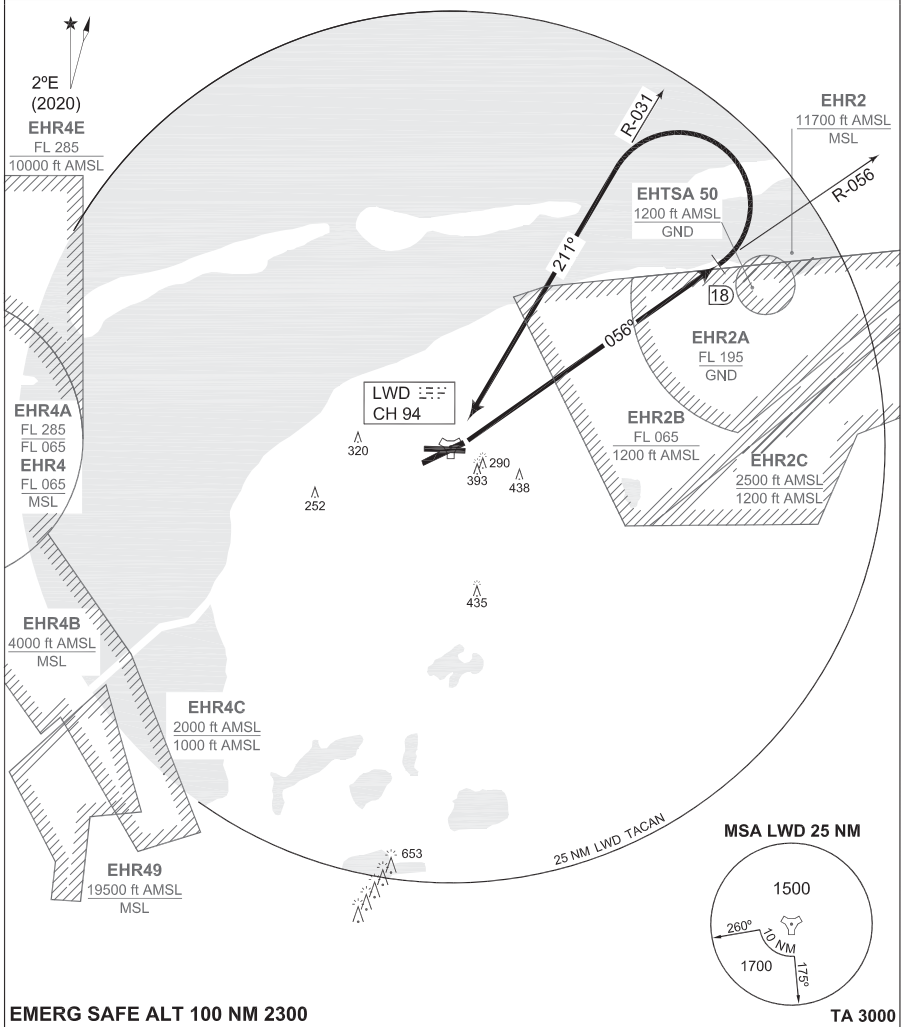 2ºE
(2020)
EHR4E
FL 285
10000 ft AMSL
R-031
EHR2
11700 ft AMSL
MSL
R-056
EHTSA 50
1200 ft AMSL
GND
211º
18
056º
EHR2A
FL 195
GND
LWD
CH 94
EHR4A
FL 285
FL 065
EHR4
FL 065
MSL
EHR2B
FL 065
1200 ft AMSL
EHR2C
2500 ft AMSL
1200 ft AMSL
320
290
393
438
252
435
EHR4B
4000 ft AMSL
MSL
EHR4C
2000 ft AMSL
1000 ft AMSL
25 NM LWD TACAN
653
EHR49
19500 ft AMSL
MSL
MSA LWD 25 NM
1500
260º
10 NM
1700
175º
EMERG SAFE ALT 100 NM 2300
TA 3000